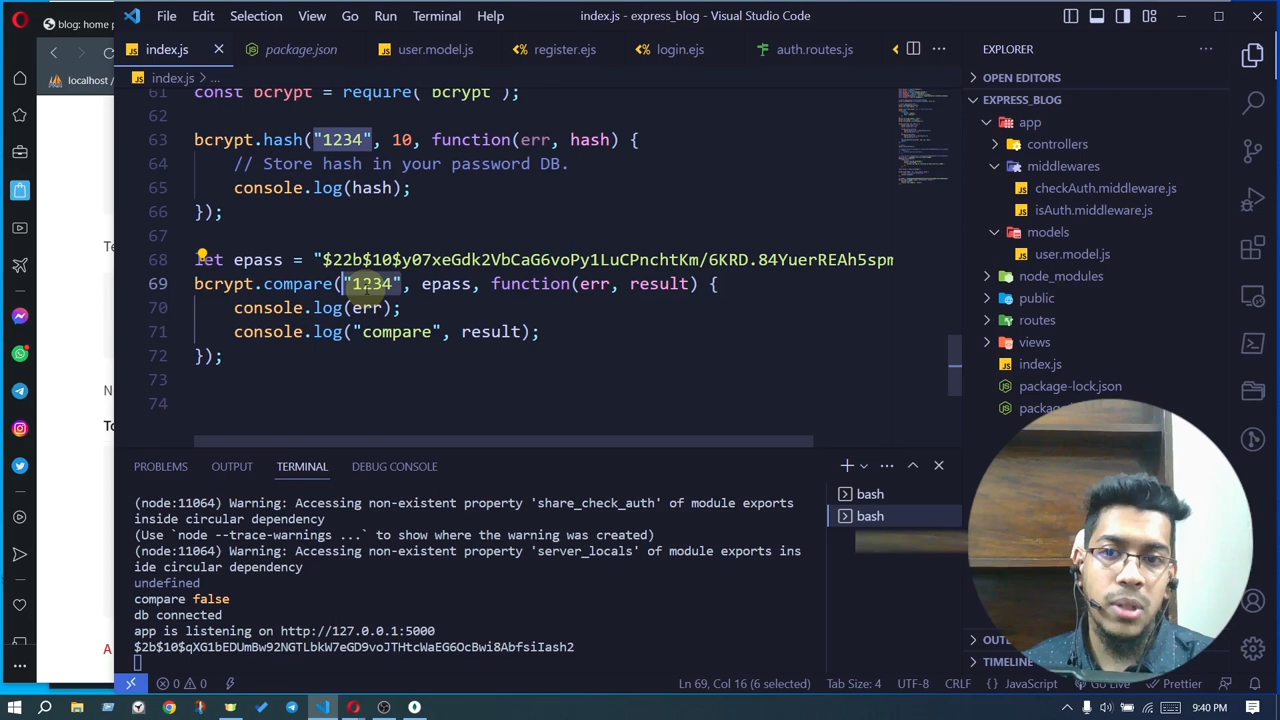 File Edit Selection View Go Run Terminal Help
index.js - express_blog - Visual Studio Code
blog: home p
localhost /
index.js
package.json
user.model.js
register.ejs
login.ejs
auth.routes.js
index.js > ...
61 const bcrypt = require( bcrypt );
62
63 bcrypt.hash("1234", 10, function(err, hash) {
64 // Store hash in your password DB.
65 console.log(hash);
66 });
67
68 let epass = "$22b$10$y07xeGdk2VbCaG6voPy1LuCPnchtKm/6KRD.84YuerREAh5spm
69 bcrypt.compare("1234", epass, function(err, result) {
70 console.log(err);
71 console.log("compare", result);
72 });
73
74
EXPLORER
OPEN EDITORS
EXPRESS_BLOG
app
controllers
middlewares
checkAuth.middleware.js
isAuth.middleware.js
models
user.model.js
node_modules
public
routes
views
index.js
package-lock.json
TIMELINE
PROBLEMS OUTPUT TERMINAL DEBUG CONSOLE
(node:11064) Warning: Accessing non-existent property 'share_check_auth' of module exports
inside circular dependency
(Use `node --trace-warnings ...` to show where the warning was created)
(node:11064) Warning: Accessing non-existent property 'server_locals' of module exports ins
ide circular dependency
undefined
compare false
db connected
app is listening on http://127.0.0.1:5000
$2b$10$qXG1bEDUmBw92NGTLbkW7eGD9voJTHtcWaEG6OcBwi8AbfsiIash2
bash
bash
0 0
Ln 69, Col 16 (6 selected) Tab Size: 4 UTF-8 CRLF {} JavaScript Go Live Prettier
9:40 PM